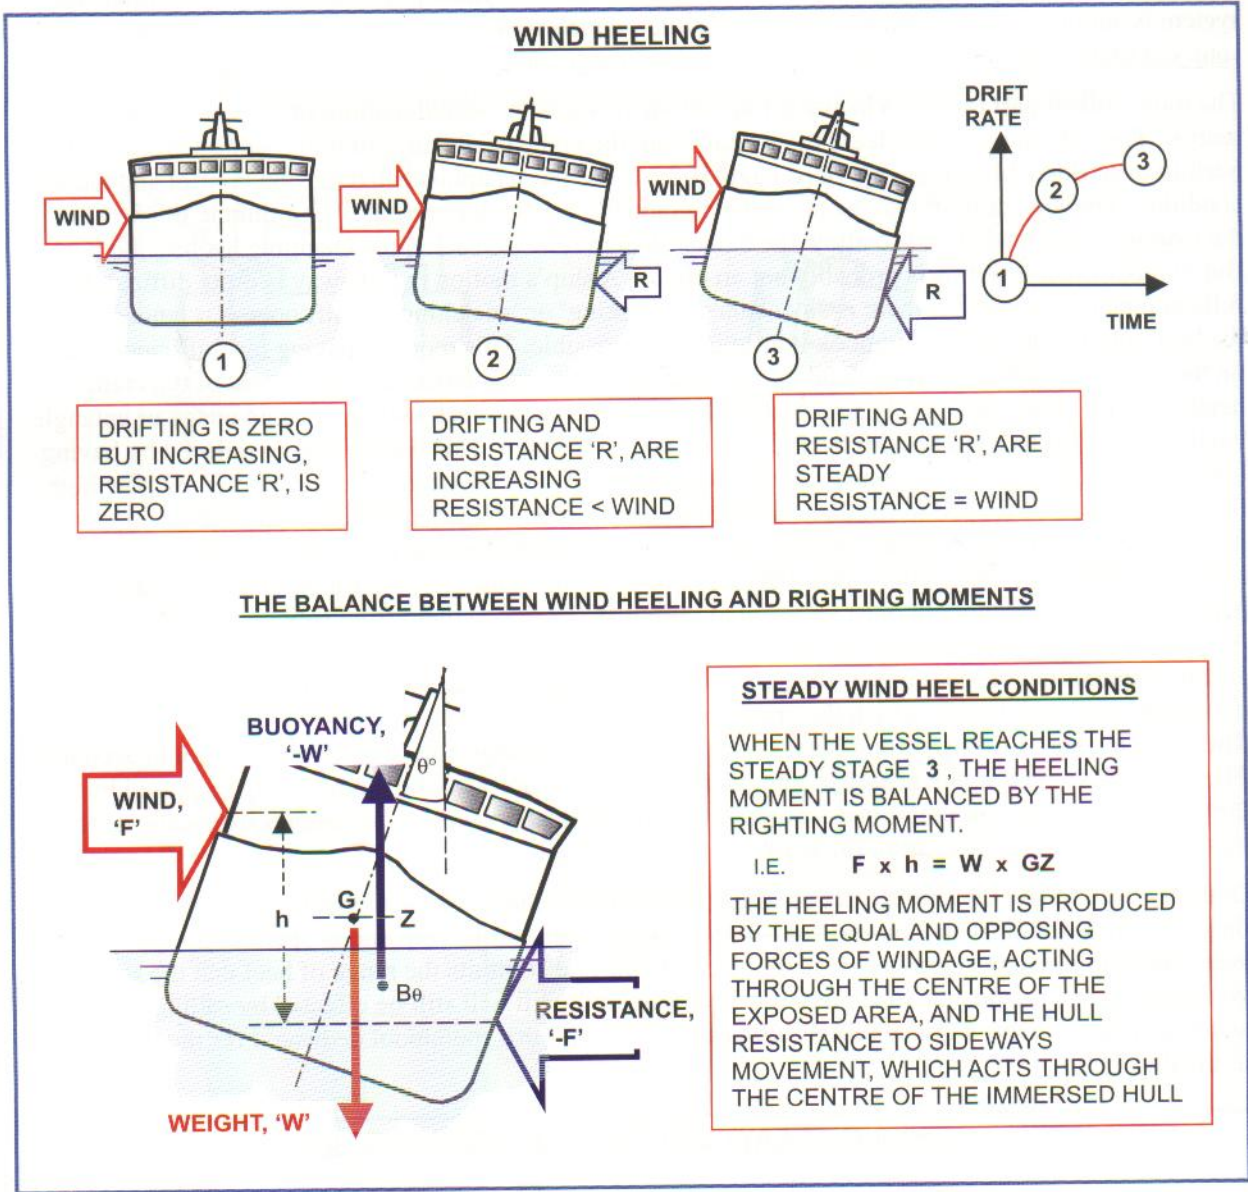 WIND HEELING
DRIFT
RATE
WIND
WIND
WIND
R
R
1
2
3
1
2
3
TIME
DRIFTING IS ZERO
BUT INCREASING,
RESISTANCE ‘R’, IS
ZERO
DRIFTING AND
RESISTANCE ‘R’, ARE
INCREASING
RESISTANCE < WIND
DRIFTING AND
RESISTANCE ‘R’, ARE
STEADY
RESISTANCE = WIND
THE BALANCE BETWEEN WIND HEELING AND RIGHTING MOMENTS
BUOYANCY,
‘-W’
θ°
WIND,
‘F’
G
Z
h
Bθ
RESISTANCE,
‘-F’
WEIGHT, ‘W’
STEADY WIND HEEL CONDITIONS
WHEN THE VESSEL REACHES THE
STEADY STAGE 3 , THE HEELING
MOMENT IS BALANCED BY THE
RIGHTING MOMENT.
I.E. F x h = W x GZ
THE HEELING MOMENT IS PRODUCED
BY THE EQUAL AND OPPOSING
FORCES OF WINDAGE, ACTING
THROUGH THE CENTRE OF THE
EXPOSED AREA, AND THE HULL
RESISTANCE TO SIDEWAYS
MOVEMENT, WHICH ACTS THROUGH
THE CENTRE OF THE IMMERSED HULL